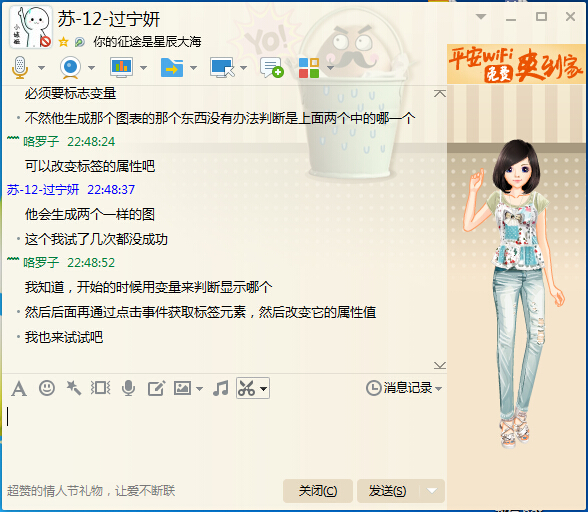 苏-12-过宁妍
你的征途是星辰大海
YO!
平安WiFi
免费
爽到家
必须要标志变量
不然他生成那个图表的那个东西没有办法判断是上面两个中的哪一个
咯罗子 22:48:24
可以改变标签的属性吧
苏-12-过宁妍 22:48:37
他会生成两个一样的图
这个我试了几次都没成功
咯罗子 22:48:52
我知道，开始的时候用变量来判断显示哪个
然后后面再通过点击事件获取标签元素，然后改变它的属性值
我也来试试吧
消息记录
超赞的情人节礼物，让爱不断联
关闭(C)
发送(S)